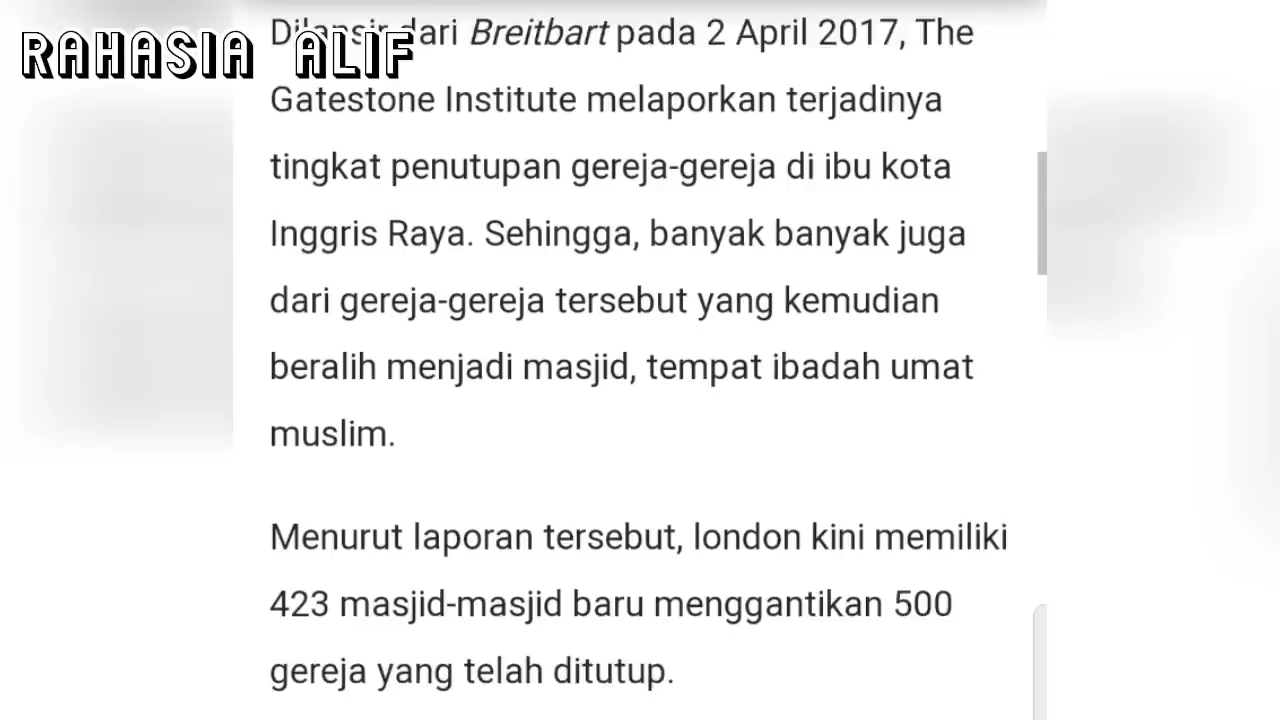 RAHASIA ALIF
Dilansir dari Breitbart pada 2 April 2017, The
Gatestone Institute melaporkan terjadinya
tingkat penutupan gereja-gereja di ibu kota
Inggris Raya. Sehingga, banyak banyak juga
dari gereja-gereja tersebut yang kemudian
beralih menjadi masjid, tempat ibadah umat
muslim.
Menurut laporan tersebut, london kini memiliki
423 masjid-masjid baru menggantikan 500
gereja yang telah ditutup.